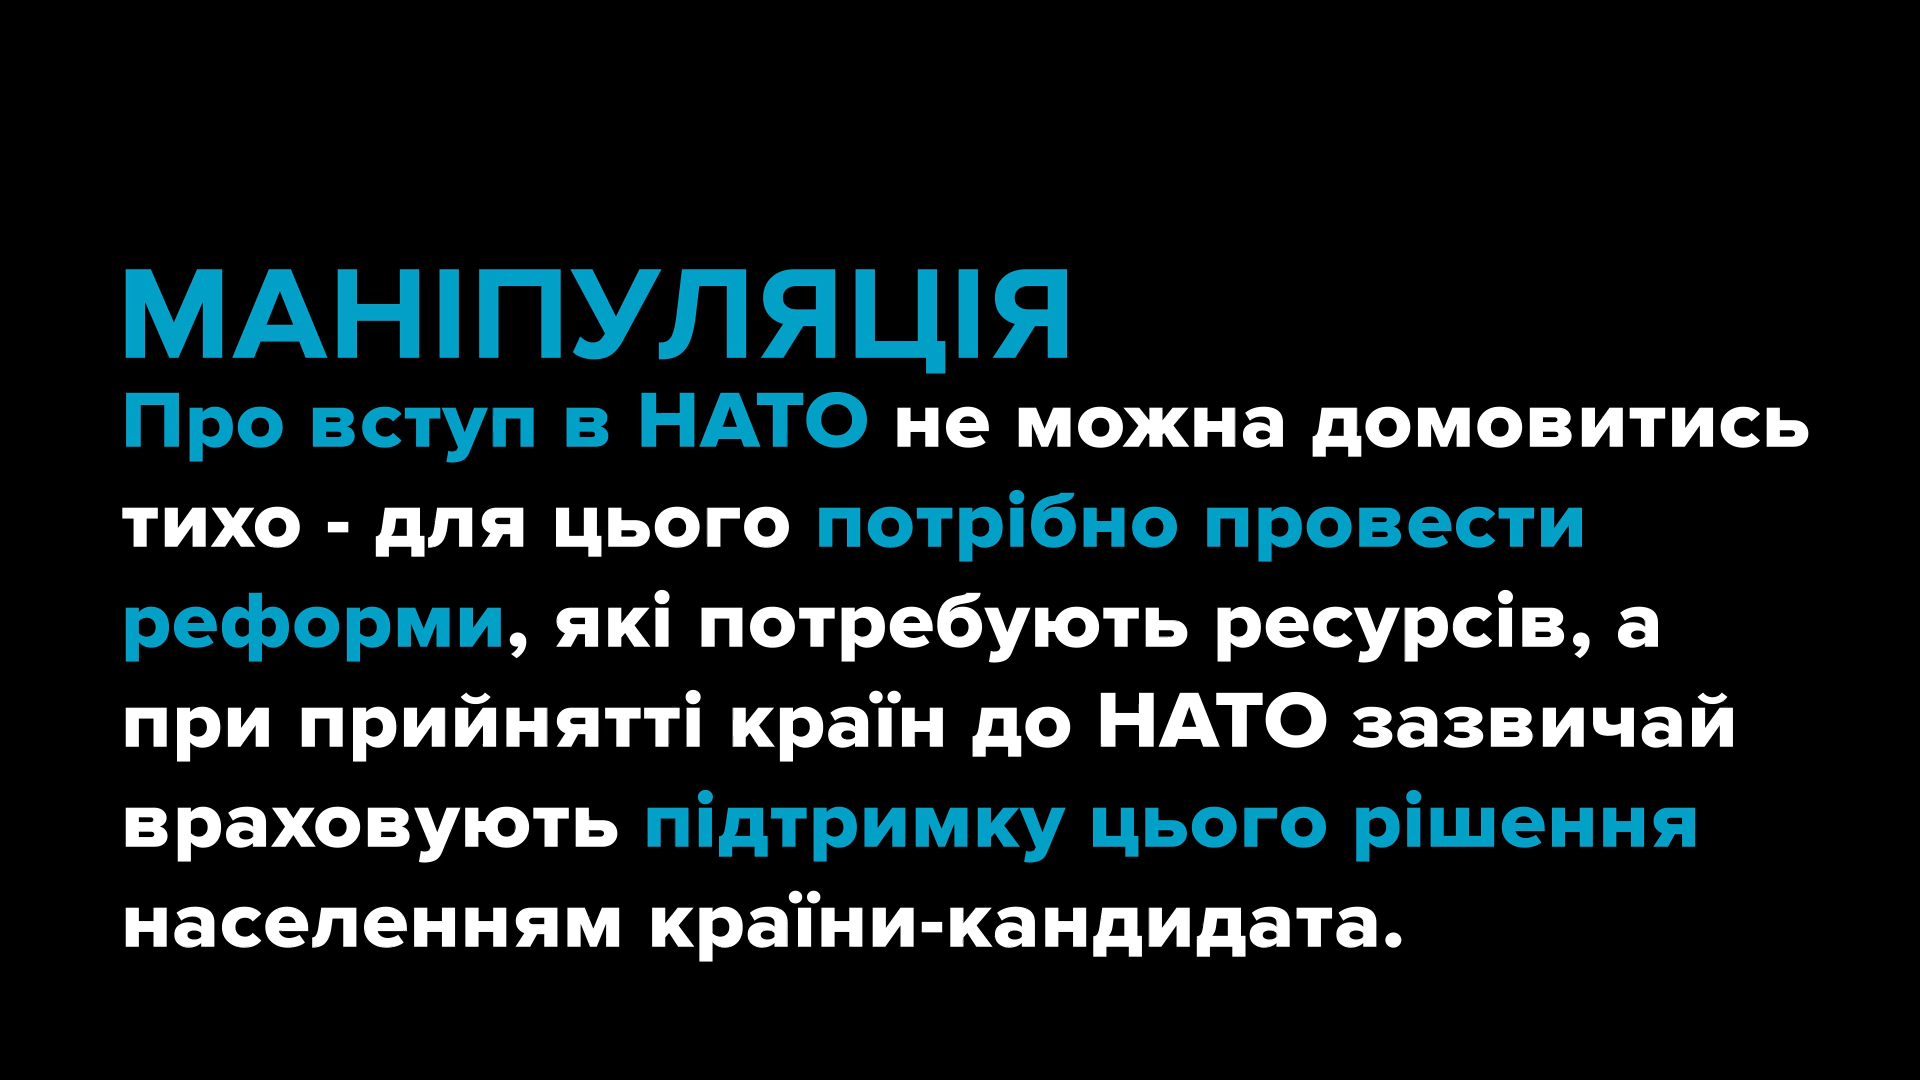 МАНІПУЛЯЦІЯ
Про вступ в НАТО не можна домовитись
тихо - для цього потрібно провести
реформи, які потребують ресурсів, а
при прийнятті країн до НАТО зазвичай
враховують підтримку цього рішення
населенням країни-кандидата.